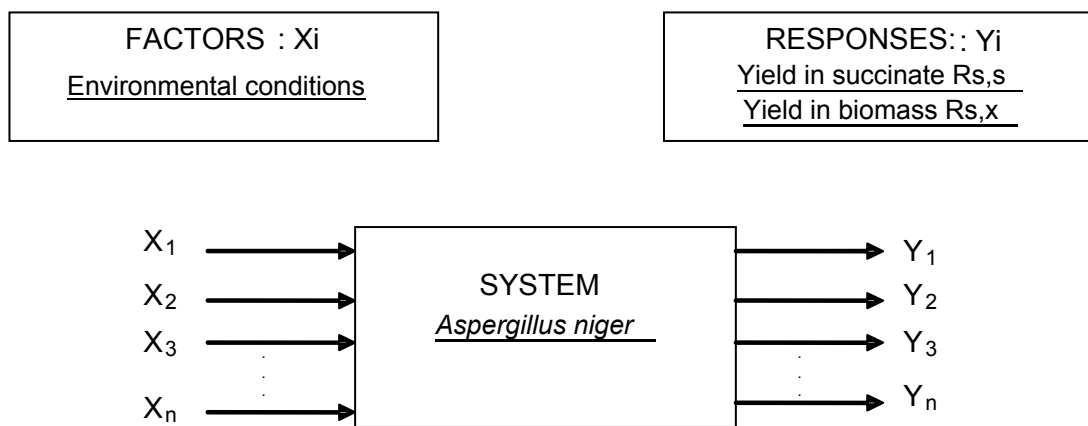 FACTORS : Xi
Environmental conditions
RESPONSES: : Yi
Yield in succinate Rs,s
Yield in biomass Rs,x
X1
X2
X3
.
.
.
Xn
SYSTEM
Aspergillus niger
Y1
Y2
Y3
.
.
.
Yn